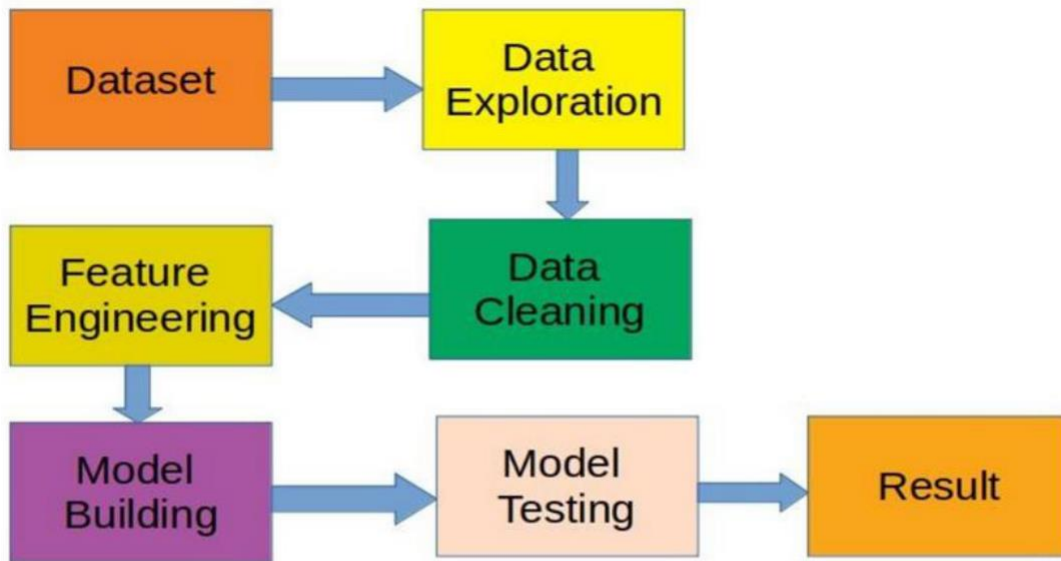 Dataset
Data
Exploration
Data
Cleaning
Feature
Engineering
Model
Building
Model
Testing
Result